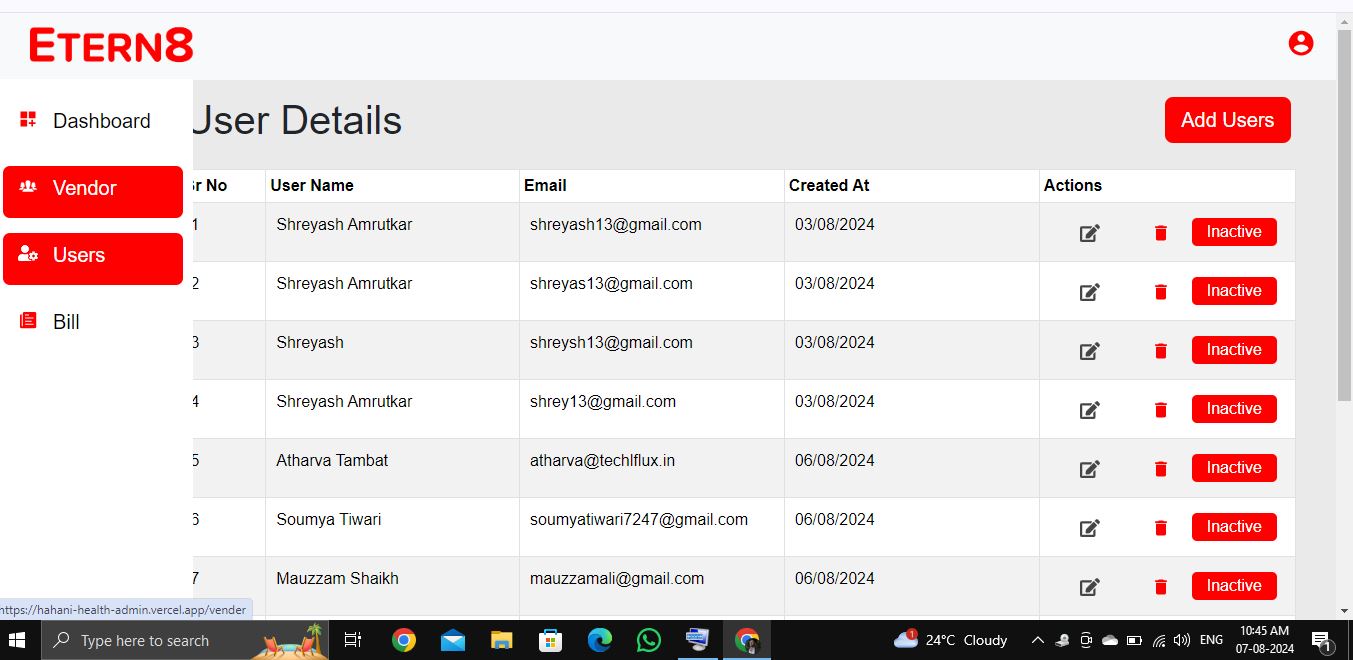 ETERN8
Dashboard
Vendor
Users
Bill
User Details
Add Users
Sr No User Name Email Created At Actions
1 Shreyash Amrutkar shreyash13@gmail.com 03/08/2024 Inactive
2 Shreyash Amrutkar shreyas13@gmail.com 03/08/2024 Inactive
3 Shreyash shreysh13@gmail.com 03/08/2024 Inactive
4 Shreyash Amrutkar shrey13@gmail.com 03/08/2024 Inactive
5 Atharva Tambat atharva@techlflux.in 06/08/2024 Inactive
6 Soumya Tiwari soumyatiwari7247@gmail.com 06/08/2024 Inactive
7 Mauzzam Shaikh mauzzamali@gmail.com 06/08/2024 Inactive
https://hahani-health-admin.vercel.app/vender
Type here to search
1
24°C Cloudy
ENG
10:45 AM
07-08-2024
1